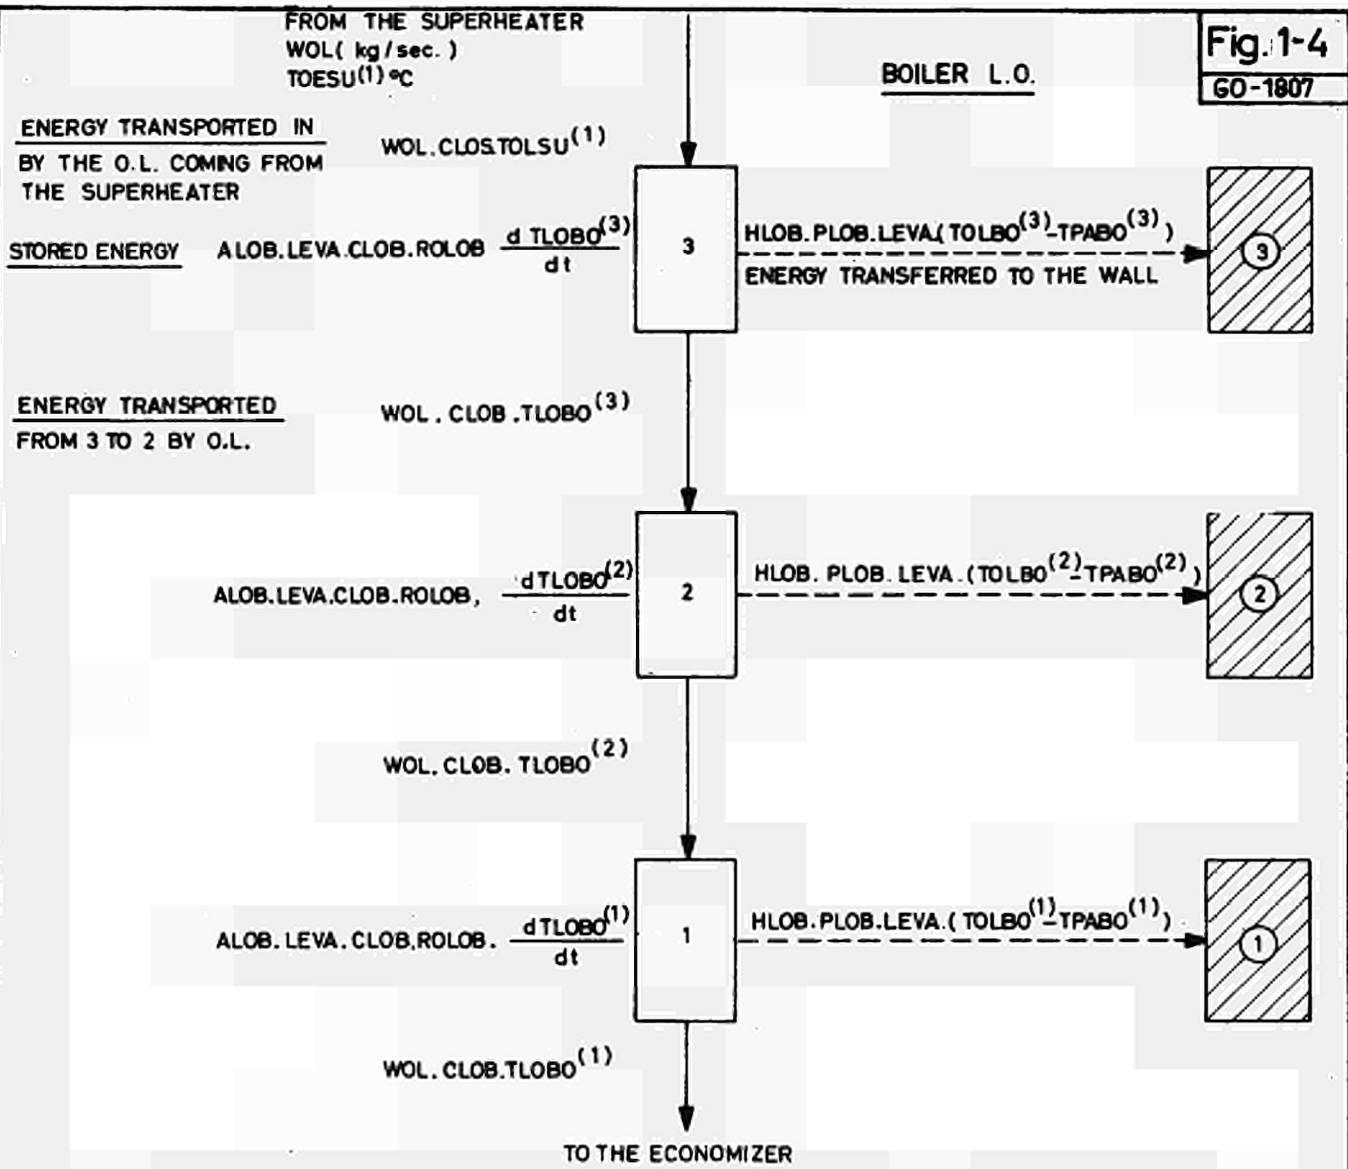 FROM THE SUPERHEATER
WOL( kg/sec. )
TOESU(1) °C
BOILER L.O.
Fig. 1-4
GO-1807
ENERGY TRANSPORTED IN
BY THE O.L. COMING FROM
THE SUPERHEATER
WOL.CLOS.TOLSU(1)
STORED ENERGY
ALOB.LEVA.CLOB.ROLOB d TLOBO(3)
dt
3
HLOB.PLOB.LEVA.(TOLBO(3)-TPABO(3))
ENERGY TRANSFERRED TO THE WALL
3
ENERGY TRANSPORTED
FROM 3 TO 2 BY O.L.
WOL.CLOB.TLOBO(3)
ALOB.LEVA.CLOB.ROLOB, dTLOBO(2)
dt
2
HLOB.PLOB.LEVA.(TOLBO(2)-TPABO(2))
2
WOL.CLOB.TLOBO(2)
ALOB.LEVA.CLOB.ROLOB. dTLOBO(1)
dt
1
HLOB.PLOB.LEVA.(TOLBO(1)-TPABO(1))
1
WOL.CLOB.TLOBO(1)
TO THE ECONOMIZER